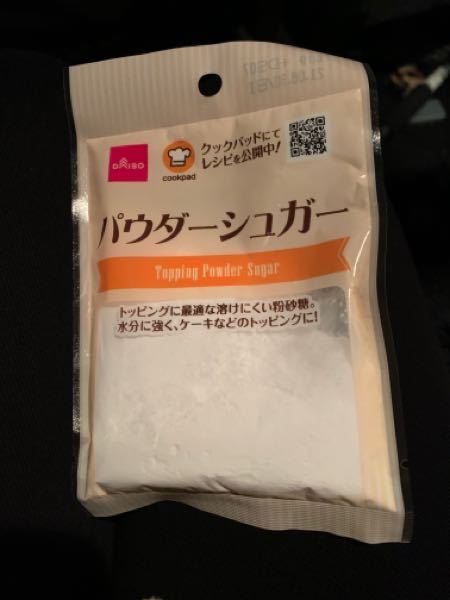 DAISO
cookpad
クックパッドにて
レシピを公開中!
パウダーシュガー
Topping Powder Sugar
トッピングに最適な溶けにくい粉砂糖。
水分に強く、ケーキなどのトッピングに!